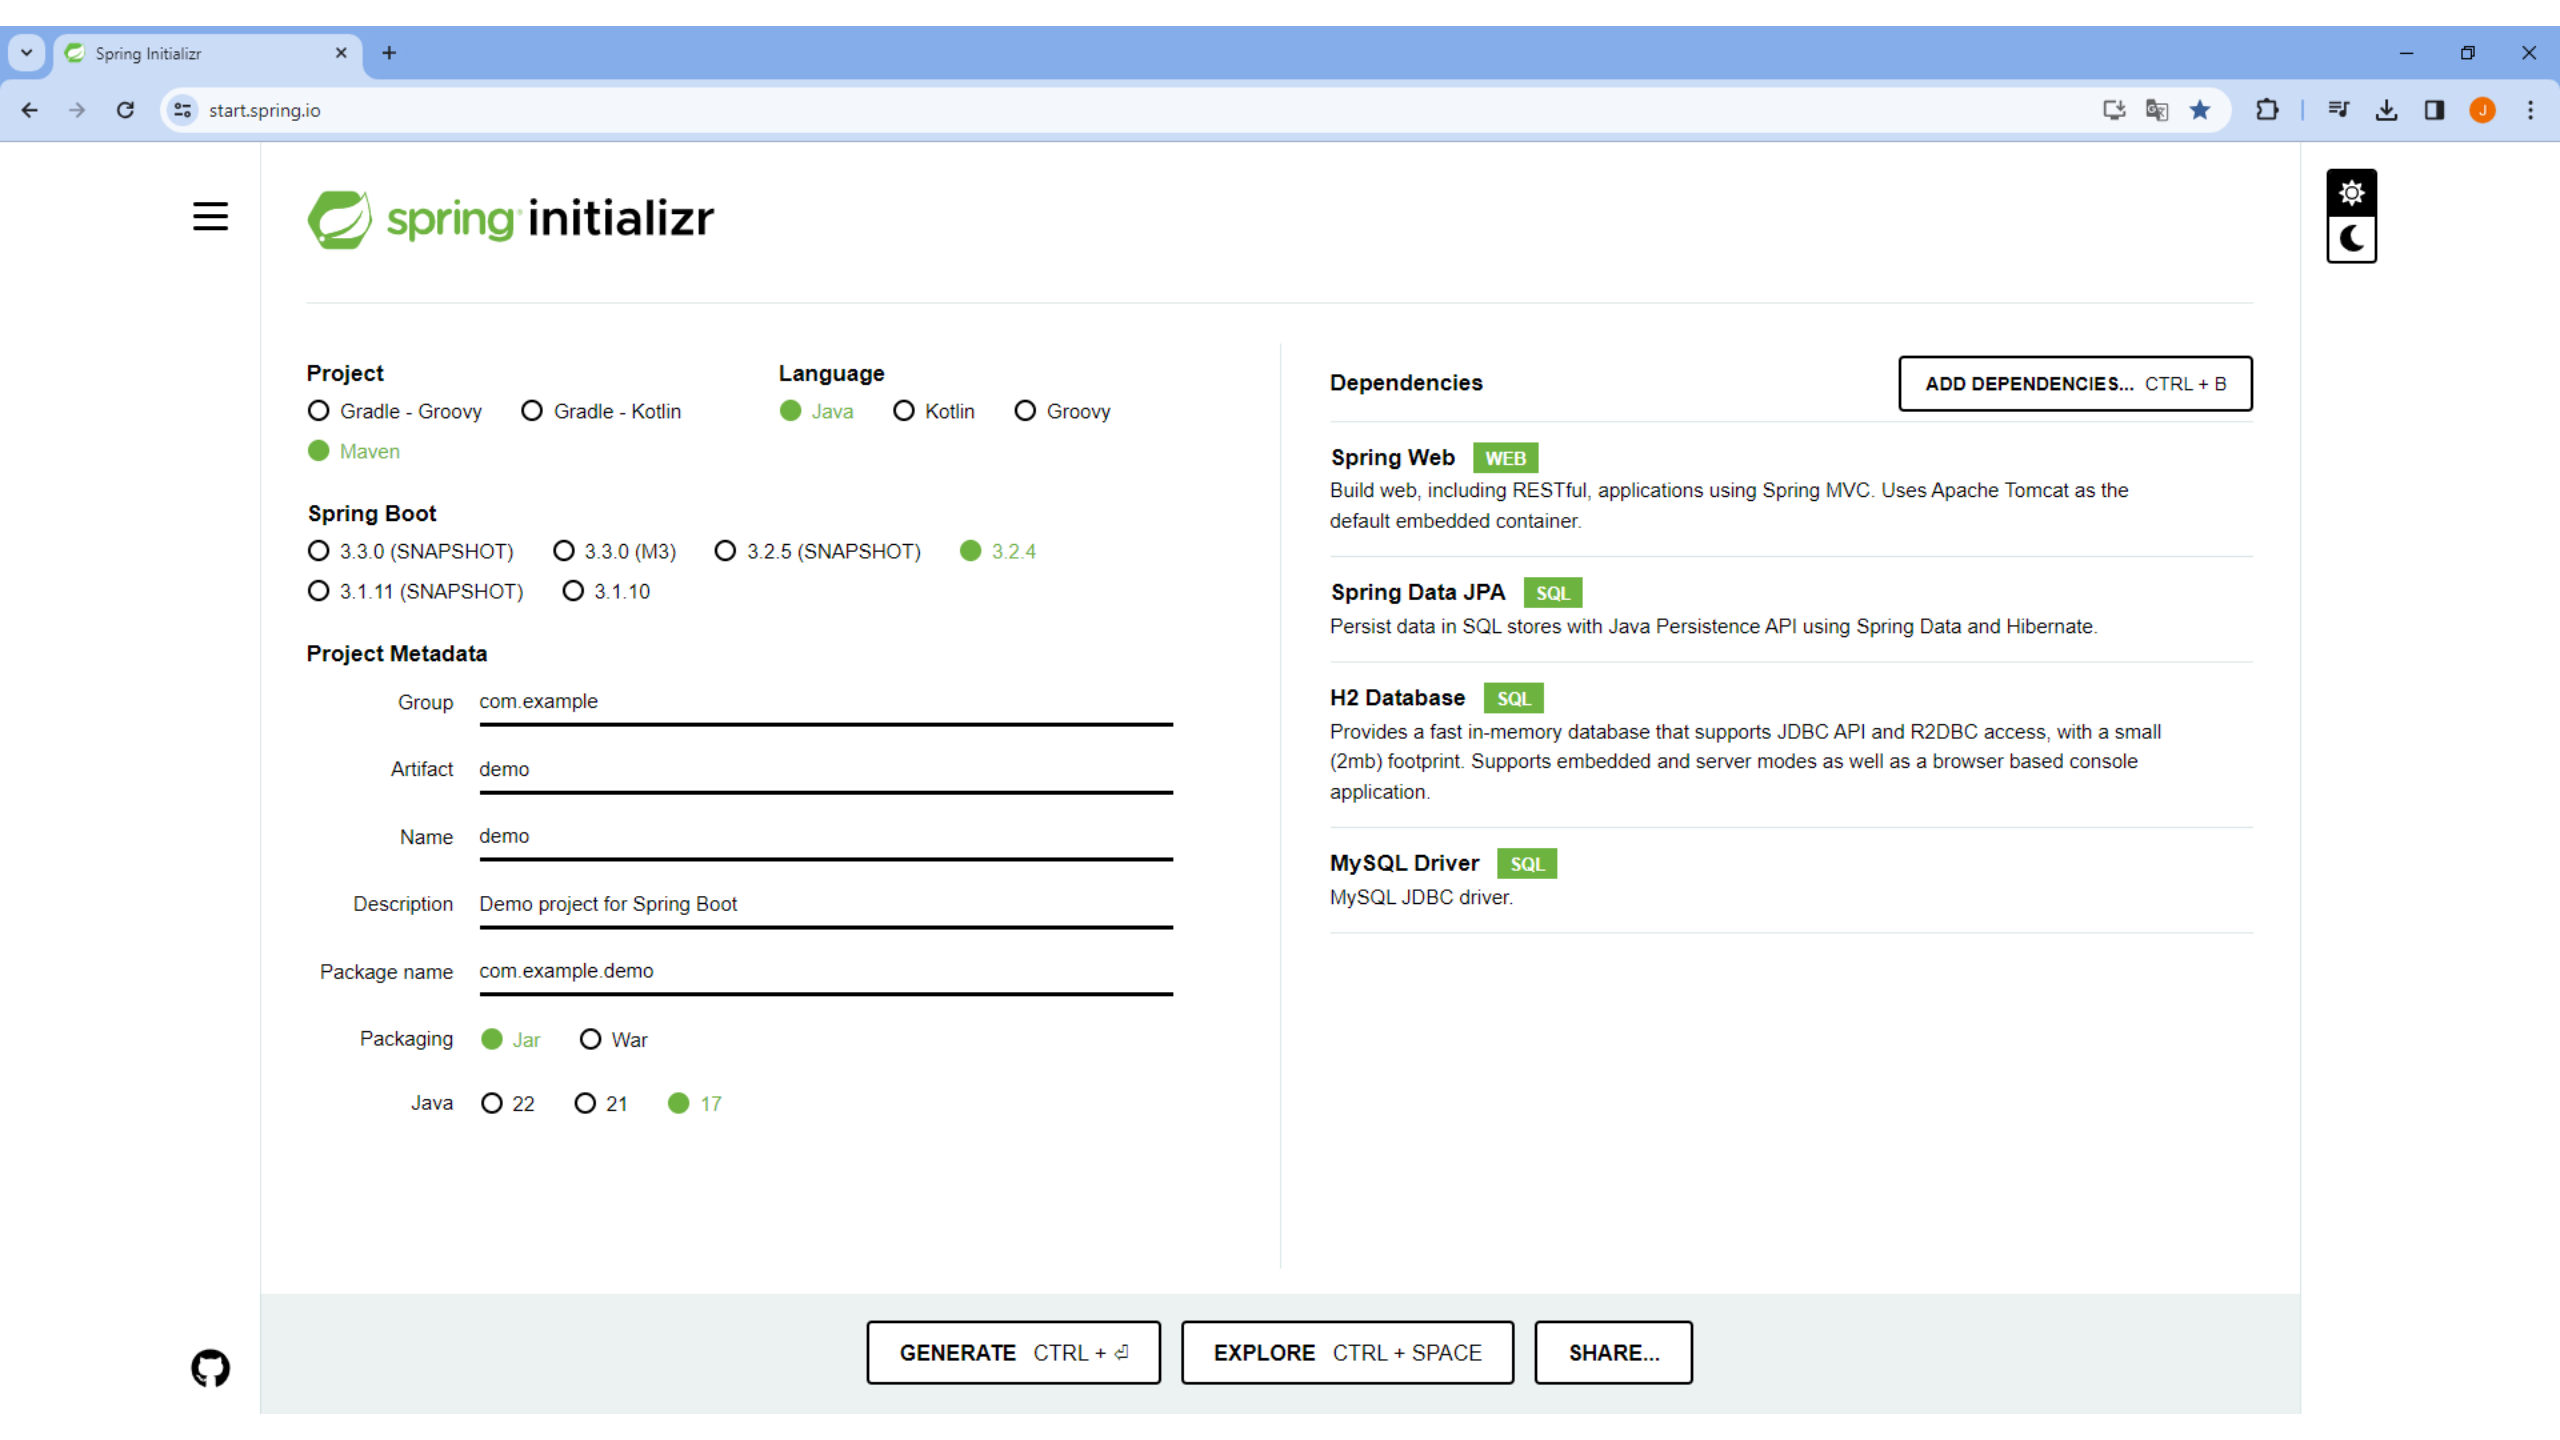 Spring Initializr
start.spring.io
J
spring initializr
Project
Gradle - Groovy Gradle - Kotlin
Maven
Language
Java Kotlin Groovy
Spring Boot
3.3.0 (SNAPSHOT) 3.3.0 (M3) 3.2.5 (SNAPSHOT) 3.2.4
3.1.11 (SNAPSHOT) 3.1.10
Project Metadata
Group com.example
Artifact demo
Name demo
Description Demo project for Spring Boot
Package name com.example.demo
Packaging Jar War
Java 22 21 17
Dependencies ADD DEPENDENCIES... CTRL + B
Spring Web WEB
Build web, including RESTful, applications using Spring MVC. Uses Apache Tomcat as the
default embedded container.
Spring Data JPA SQL
Persist data in SQL stores with Java Persistence API using Spring Data and Hibernate.
H2 Database SQL
Provides a fast in-memory database that supports JDBC API and R2DBC access, with a small
(2mb) footprint. Supports embedded and server modes as well as a browser based console
application.
MySQL Driver SQL
MySQL JDBC driver.
GENERATE CTRL + ⏎ EXPLORE CTRL + SPACE SHARE...